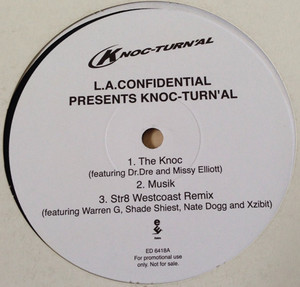 KNOC-TURN'AL
L.A.CONFIDENTIAL
PRESENTS KNOC-TURN'AL
1. The Knoc
(featuring Dr.Dre and Missy Elliott)
2. Musik
3. Str8 Westcoast Remix
(featuring Warren G, Shade Shiest, Nate Dogg and Xzibit)
e
ED 6418A
For promotional use
only. Not for sale.